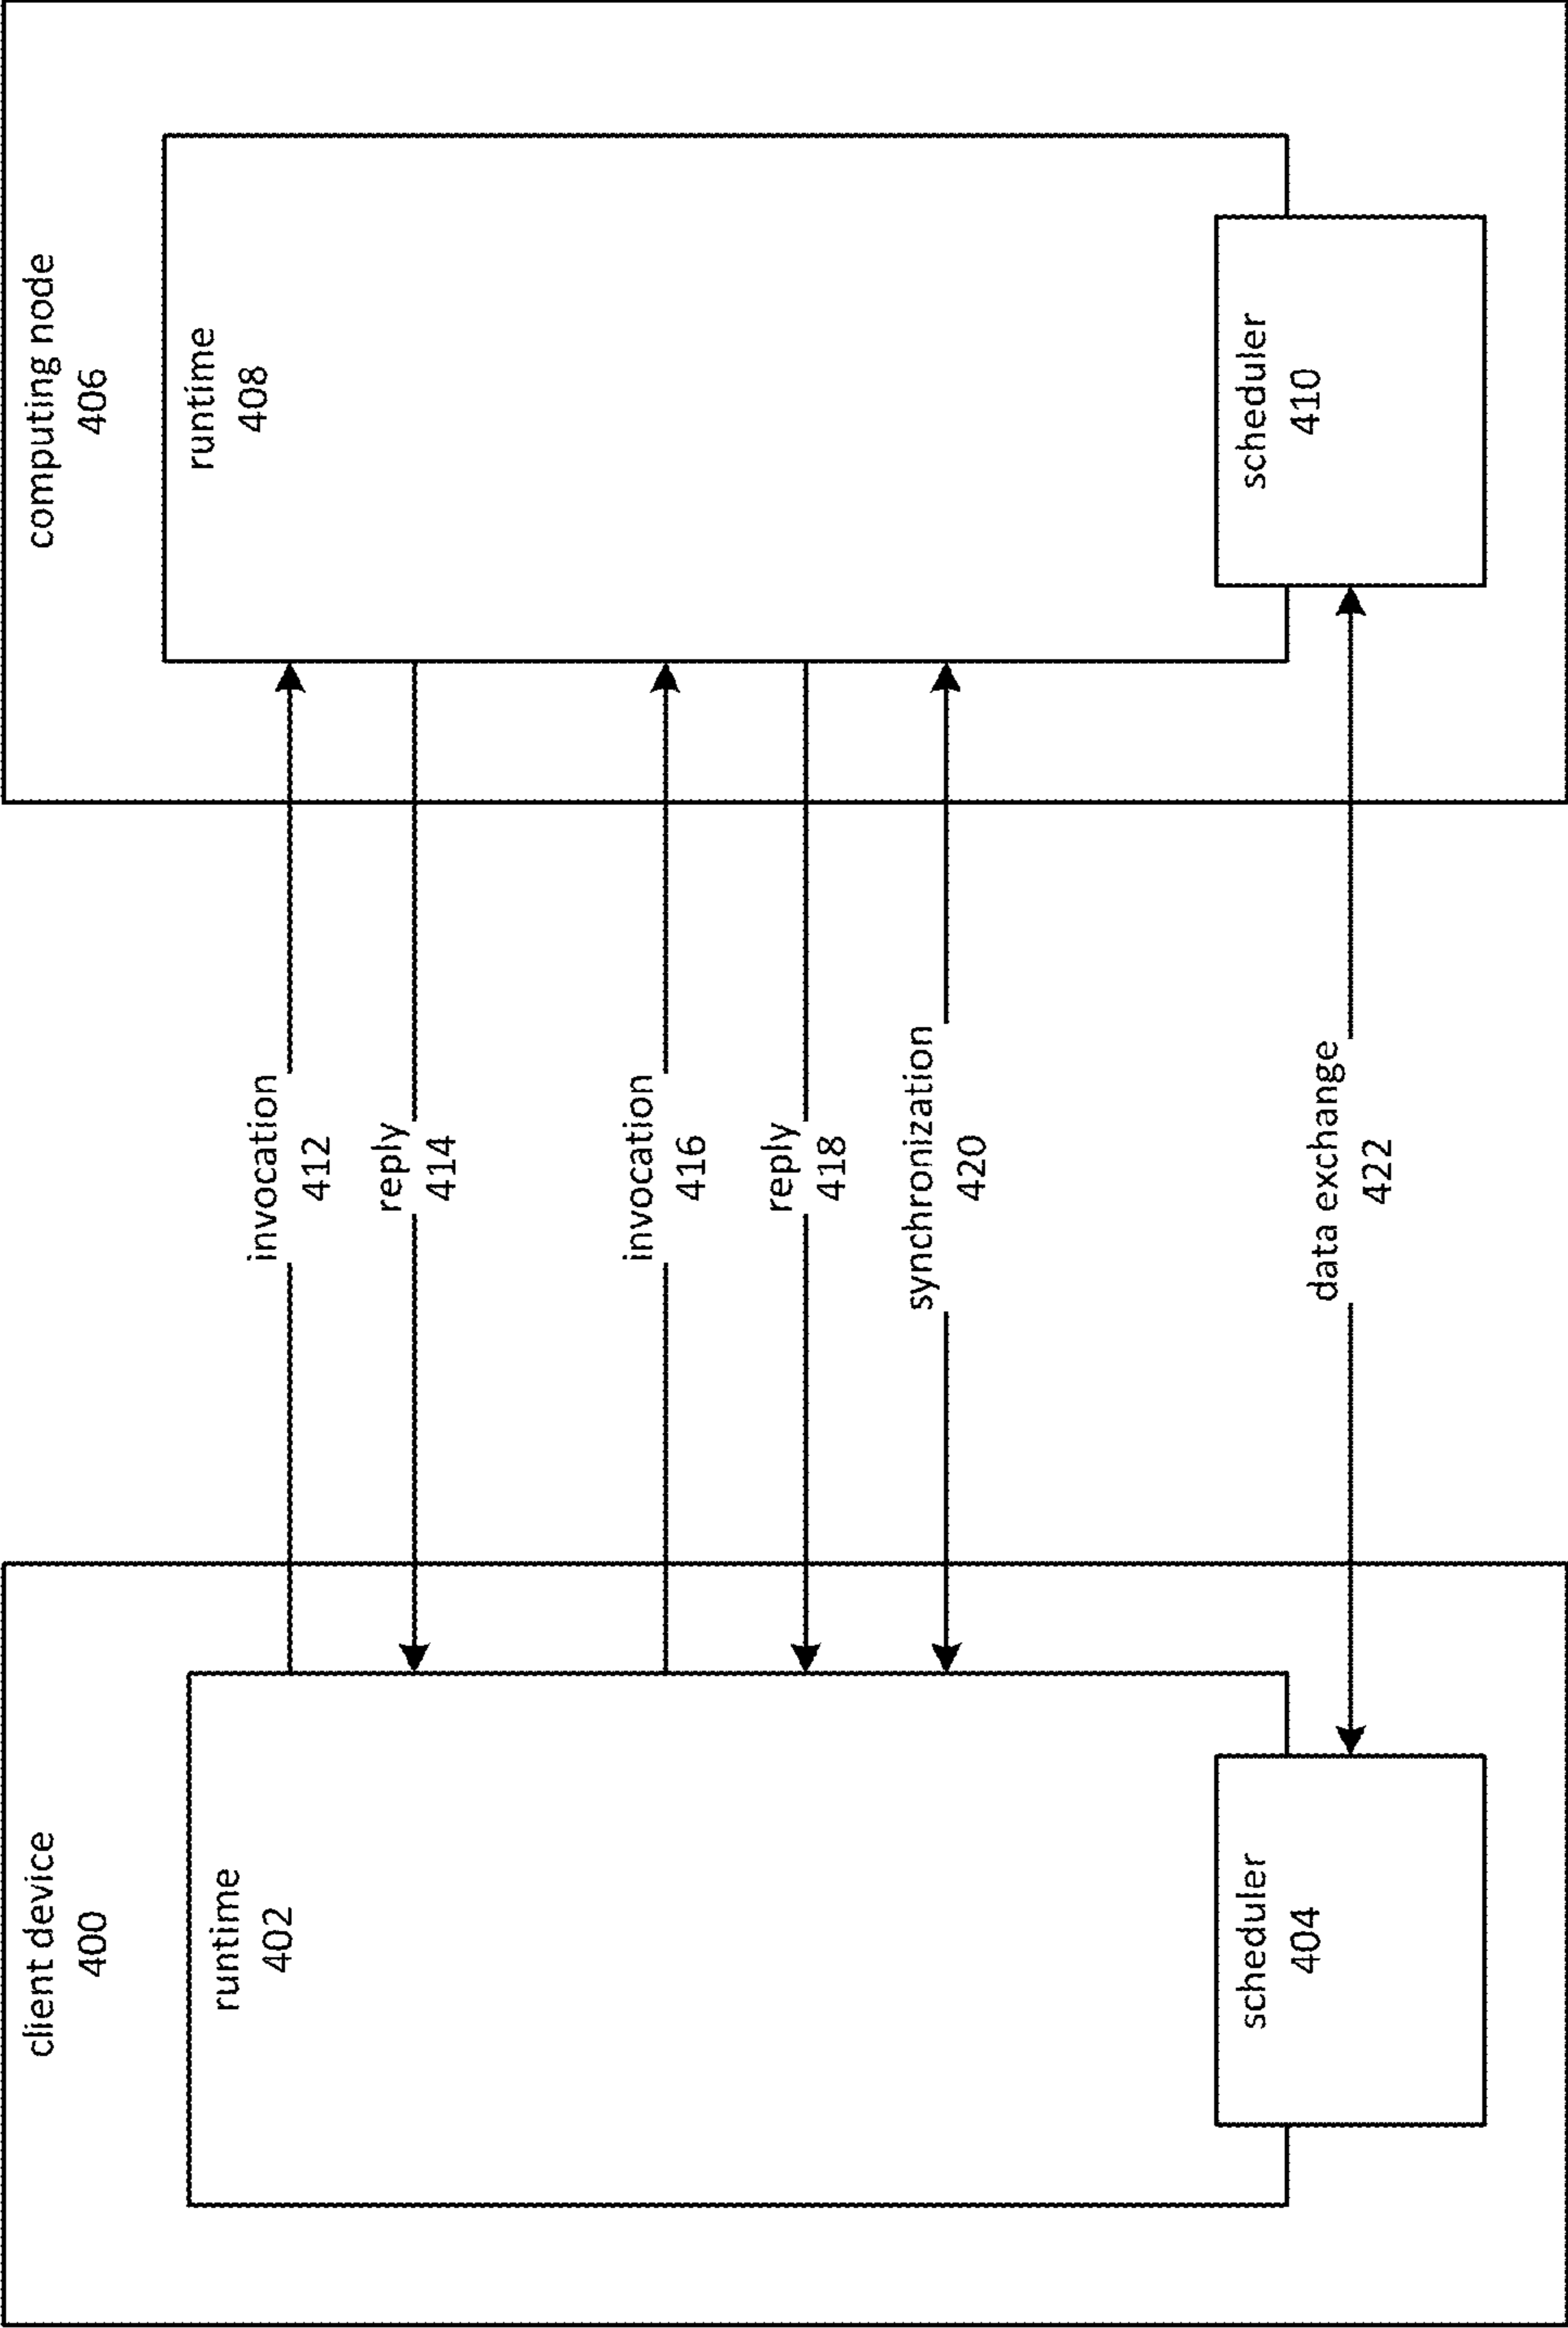 client device
400
runtime
402
scheduler
404
invocation
412
reply
414
invocation
416
reply
418
synchronization
420
data exchange
422
computing node
406
runtime
408
scheduler
410